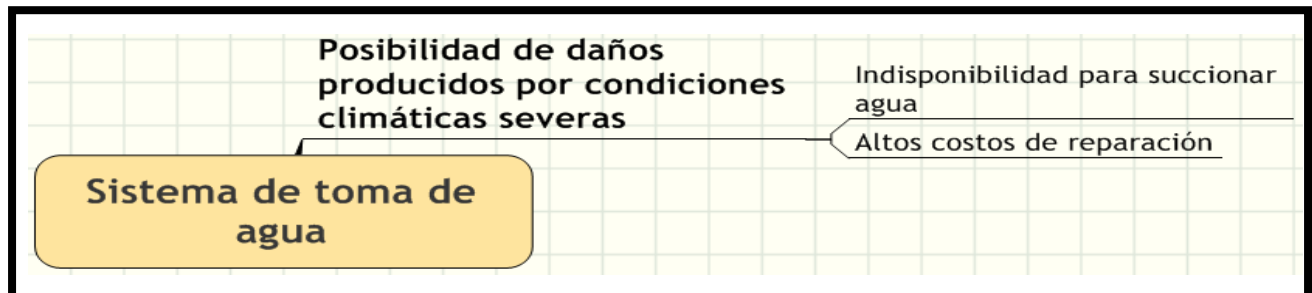 Posibilidad de daños
producidos por condiciones
climáticas severas
Indisponibilidad para succionar
agua
Altos costos de reparación
Sistema de toma de
agua